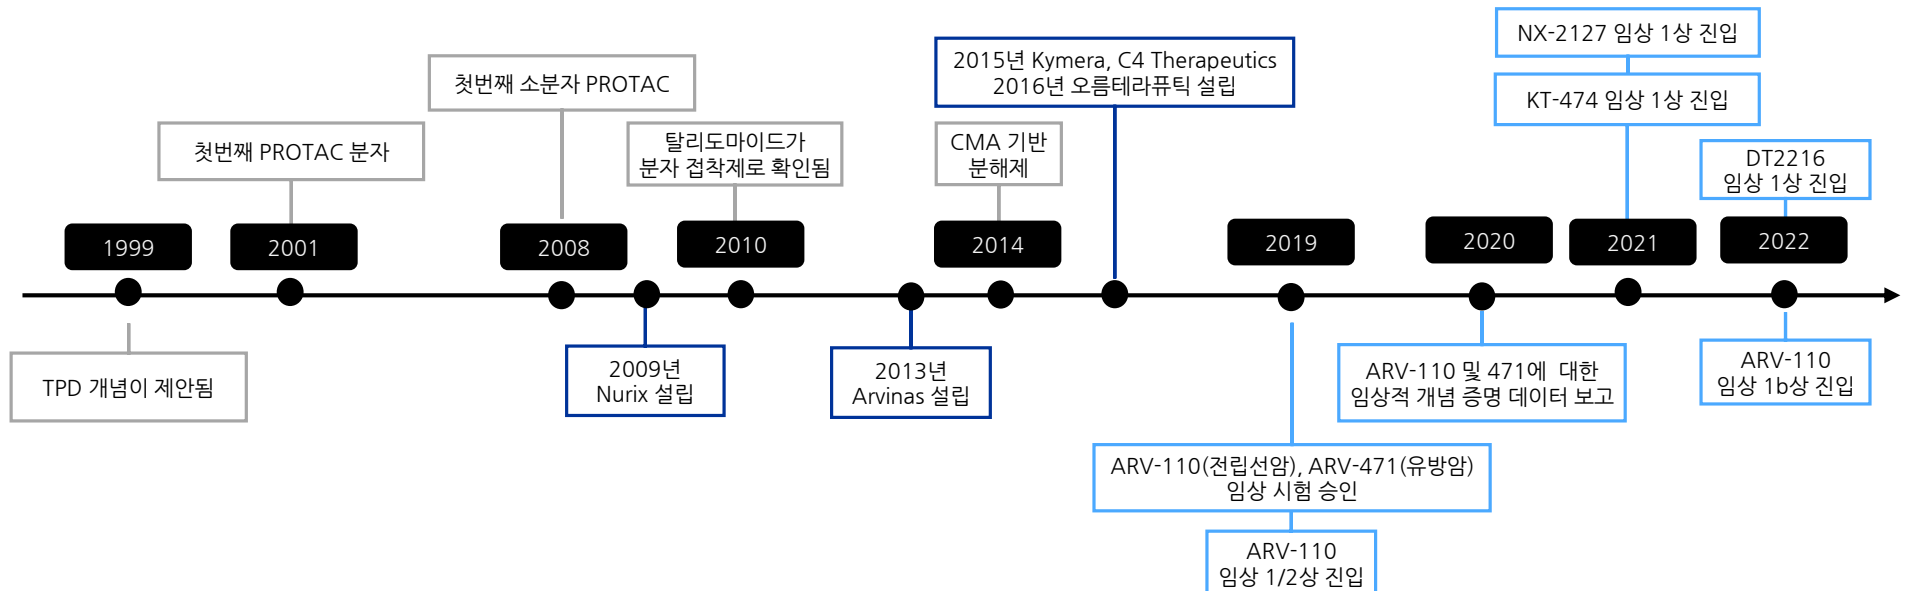 NX-2127 임상 1상 진입
2015년 Kymera, C4 Therapeutics
2016년 오름테라퓨틱 설립
첫번째 소분자 PROTAC
KT-474 임상 1상 진입
첫번째 PROTAC 분자
탈리도마이드가
분자 접착제로 확인됨
CMA 기반
분해제
DT2216
임상 1상 진입
1999
2001
2008
2010
2014
2019
2020
2021
2022
TPD 개념이 제안됨
2009년
Nurix 설립
2013년
Arvinas 설립
ARV-110 및 471에 대한
임상적 개념 증명 데이터 보고
ARV-110
임상 1b상 진입
ARV-110(전립선암), ARV-471(유방암)
임상 시험 승인
ARV-110
임상 1/2상 진입